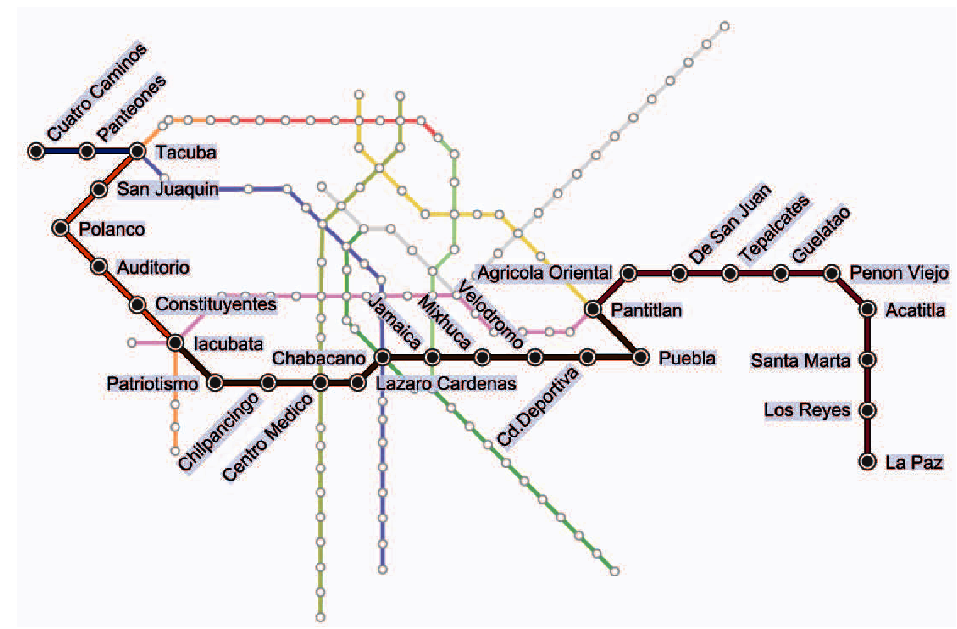 Cuatro Caminos
Panteones
Tacuba
San Juaquin
Polanco
Auditorio
Constituyentes
Iacubata
Patriotismo
Chilpancingo
Centro Medico
Lazaro Cardenas
Chabacano
Jamaica
Mixhuca
Velodromo
Cd.Deportiva
Puebla
Pantitlan
Agricola Oriental
De San Juan
Tepalcates
Guelatao
Penon Viejo
Acatitla
Santa Marta
Los Reyes
La Paz